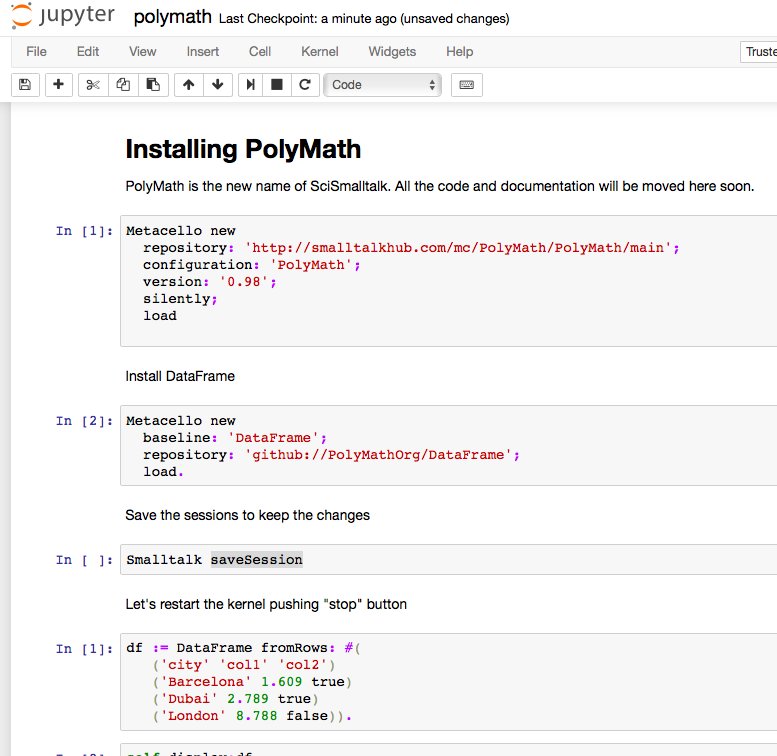 jupyter polymath Last Checkpoint: a minute ago (unsaved changes)
File Edit View Insert Cell Kernel Widgets Help Truste
Code
Installing PolyMath
PolyMath is the new name of SciSmalltalk. All the code and documentation will be moved here soon.
In [1]: Metacello new
repository: 'http://smalltalkhub.com/mc/PolyMath/PolyMath/main';
configuration: 'PolyMath';
version: '0.98';
silently;
load
Install DataFrame
In [2]: Metacello new
baseline: 'DataFrame';
repository: 'github://PolyMathOrg/DataFrame';
load.
Save the sessions to keep the changes
In [ ]: Smalltalk saveSession
Let's restart the kernel pushing "stop" button
In [1]: df := DataFrame fromRows: #(
('city' 'col1' 'col2')
('Barcelona' 1.609 true)
('Dubai' 2.789 true)
('London' 8.788 false)).